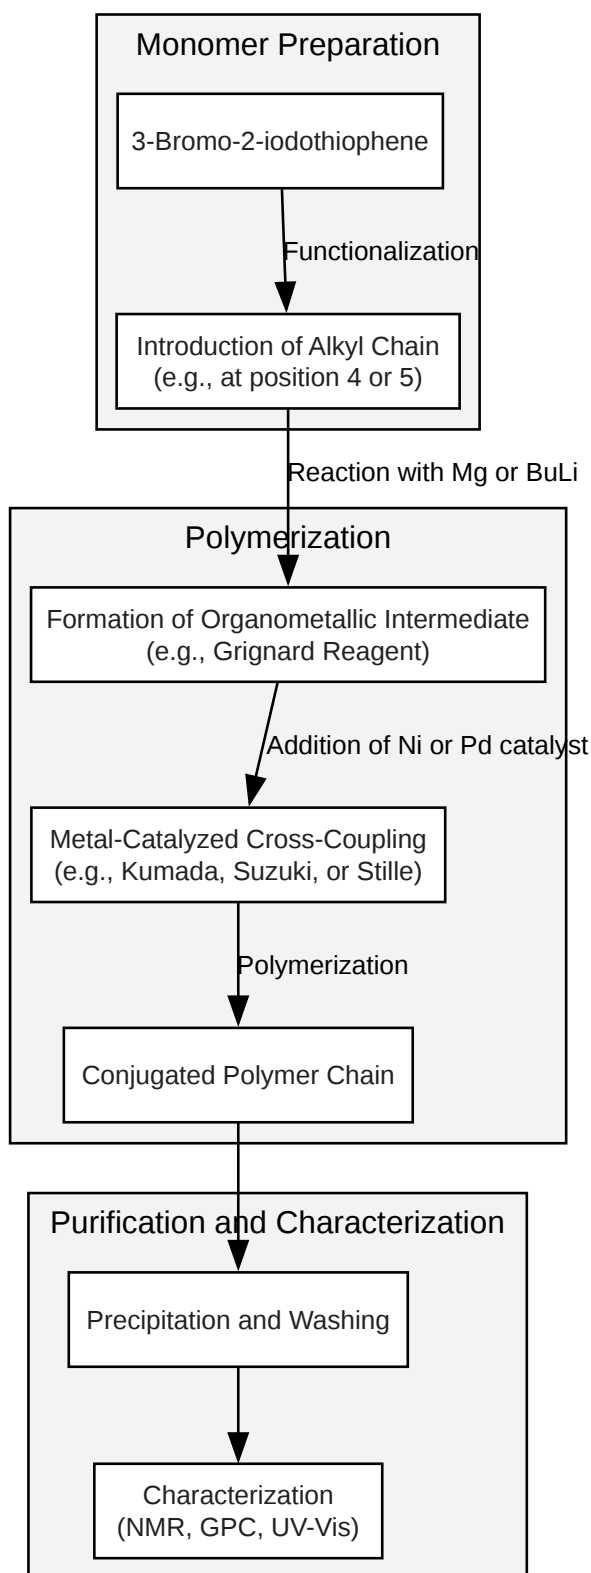 Monomer Preparation
3-Bromo-2-iodothiophene
Functionalization
Introduction of Alkyl Chain
(e.g., at position 4 or 5)
Reaction with Mg or BuLi
Polymerization
Formation of Organometallic Intermediate
(e.g., Grignard Reagent)
Addition of Ni or Pd catalyst
Metal-Catalyzed Cross-Coupling
(e.g., Kumada, Suzuki, or Stille)
Polymerization
Conjugated Polymer Chain
Purification and Characterization
Precipitation and Washing
Characterization
(NMR, GPC, UV-Vis)